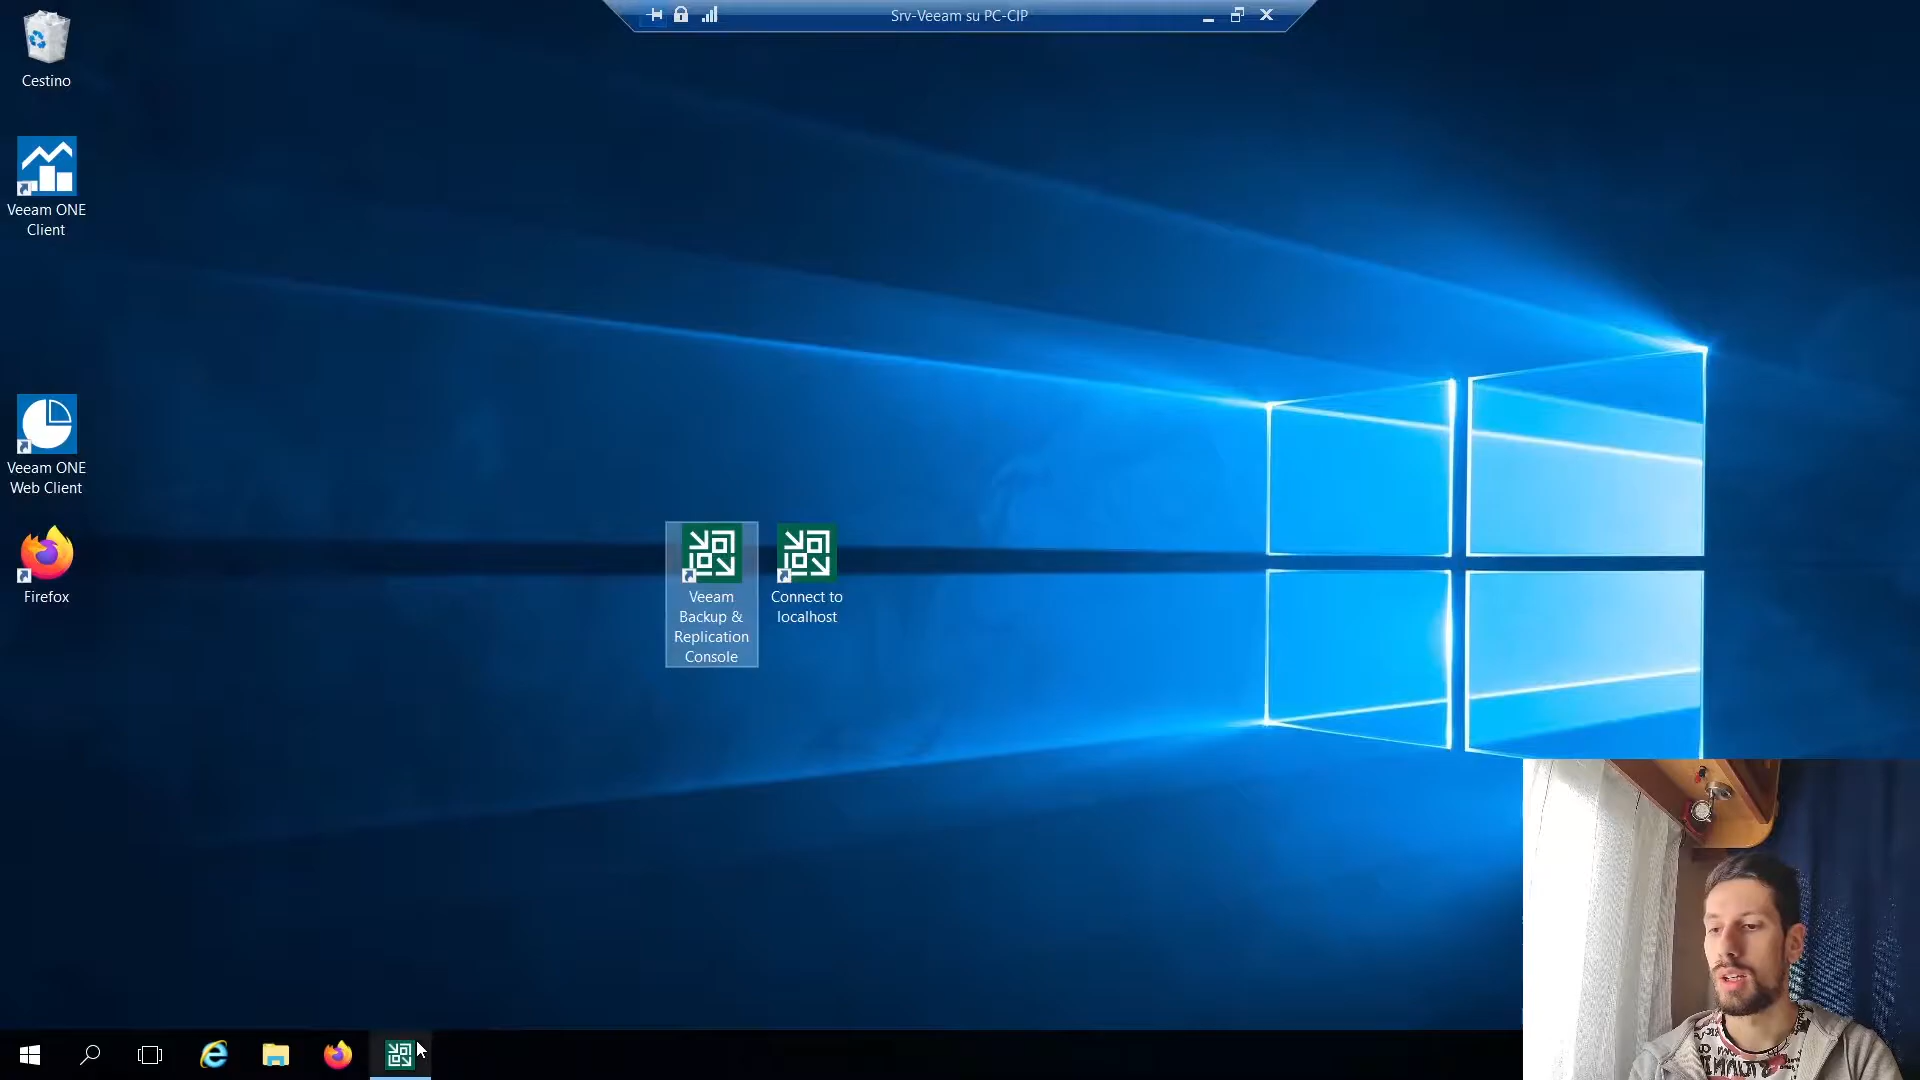 Srv-Veeam su PC-CIP
Cestino
Veeam ONE
Client
Veeam ONE
Web Client
Firefox
Veeam
Backup &
Replication
Console
Connect to
localhost